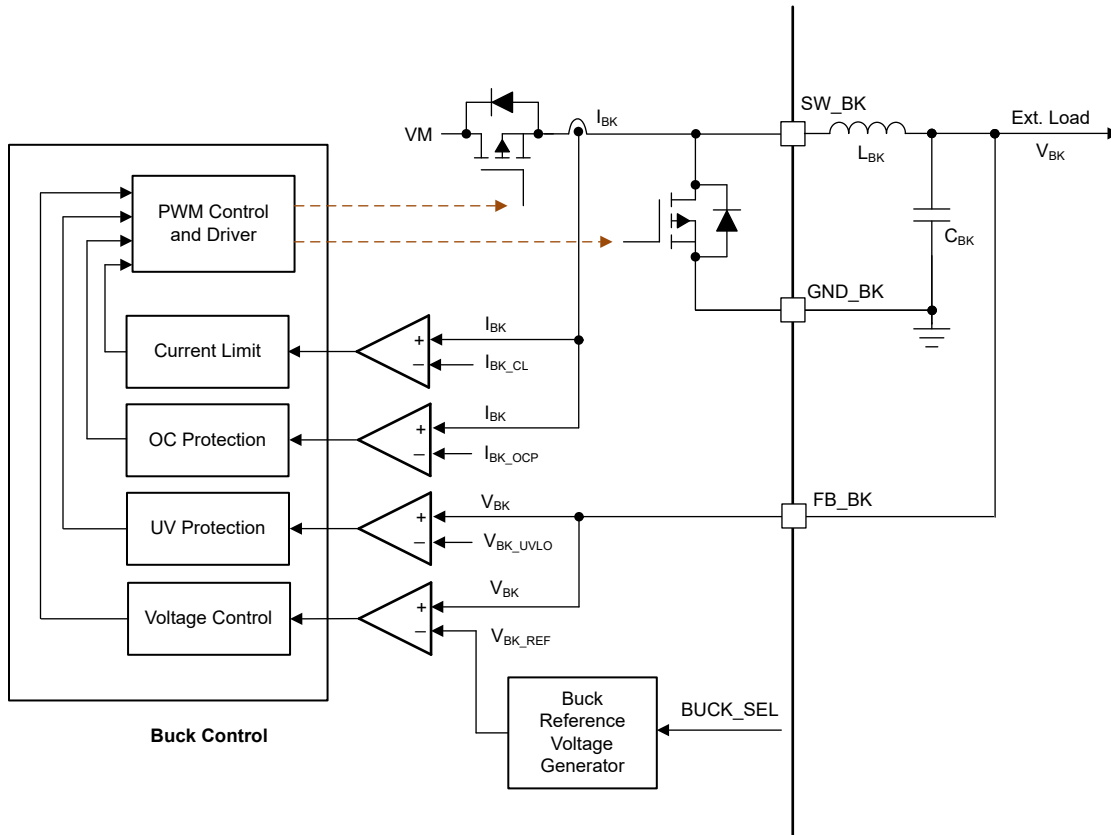 SW_BK
I_BK
Ext. Load
VM
L_BK
V_BK
PWM Control
and Driver
C_BK
GND_BK
I_BK
+
Current Limit
−
I_BK_CL
I_BK
+
OC Protection
−
I_BK_OCP
V_BK
FB_BK
+
UV Protection
−
V_BK_UVLO
V_BK
+
Voltage Control
−
V_BK_REF
Buck
Reference
Voltage
Generator
BUCK_SEL
Buck Control